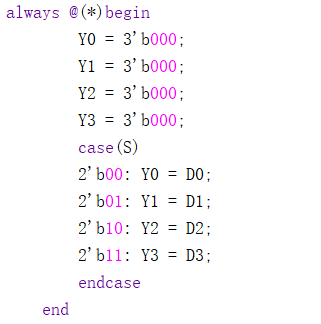 always @(*)begin
Y0 = 3'b000;
Y1 = 3'b000;
Y2 = 3'b000;
Y3 = 3'b000;
case(S)
2'b00: Y0 = D0;
2'b01: Y1 = D1;
2'b10: Y2 = D2;
2'b11: Y3 = D3;
endcase
end